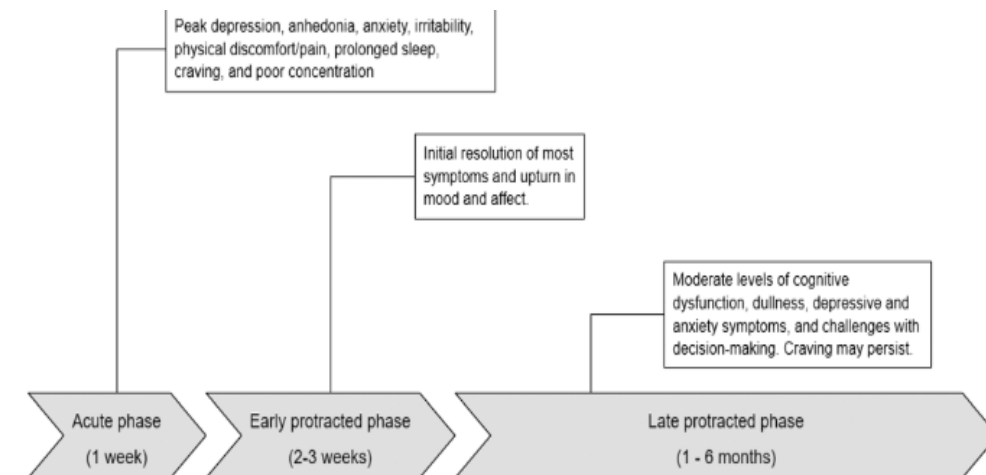 Peak depression, anhedonia, anxiety, irritability,
physical discomfort/pain, prolonged sleep,
craving, and poor concentration
Initial resolution of most
symptoms and upturn in
mood and affect.
Moderate levels of cognitive
dysfunction, dullness, depressive and
anxiety symptoms, and challenges with
decision-making. Craving may persist.
Acute phase
(1 week)
Early protracted phase
(2-3 weeks)
Late protracted phase
(1 - 6 months)